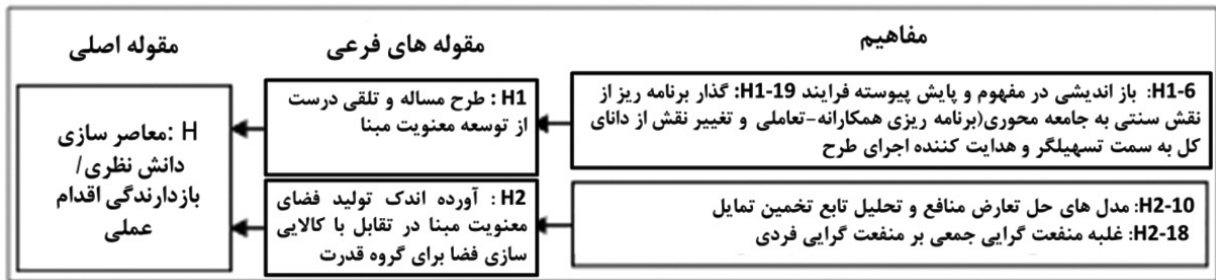 مفاهیم
مقوله های فرعی
مقوله اصلی
H1-6: باز اندیشی در مفهوم و پایش پیوسته فرایند H1-19: گذار برنامه ریز از
نقش سنتی به جامعه محوری(برنامه ریزی همکارانه-تعاملی و تغییر نقش از دانای
کل به سمت تسهیلگر و هدایت کننده اجرای طرح
H1: طرح مساله و تلقی درست
از توسعه معنویت مبنا
H: معاصر سازی
دانش نظری/
بازدارندگی اقدام
عملی
H2-10: مدل های حل تعارض منافع و تحلیل تابع تخمین تمایل
H2-18: غلبه منفعت گرایی جمعی بر منفعت گرایی فردی
H2: آورده اندک تولید فضای
معنویت مبنا در تقابل با کالایی
سازی فضا برای گروه قدرت